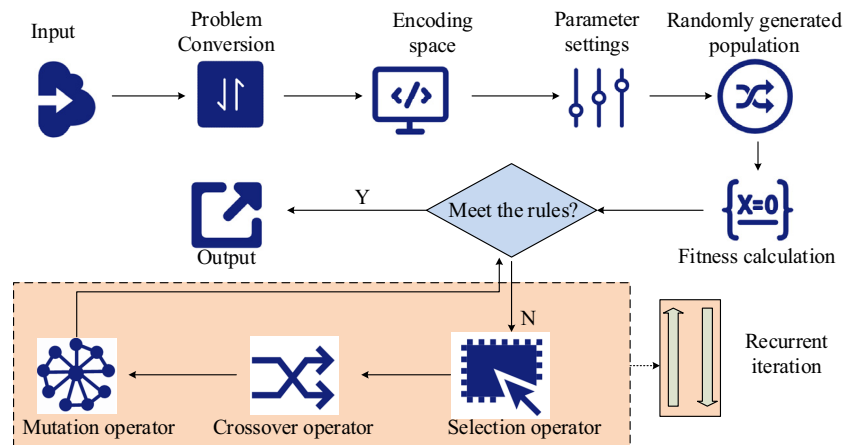 Input
Problem
Conversion
Encoding
space
Parameter
settings
Randomly generated
population
</>
Y
Meet the rules?
{X=0}
Output
Fitness calculation
N
Recurrent
iteration
Mutation operator
Crossover operator
Selection operator